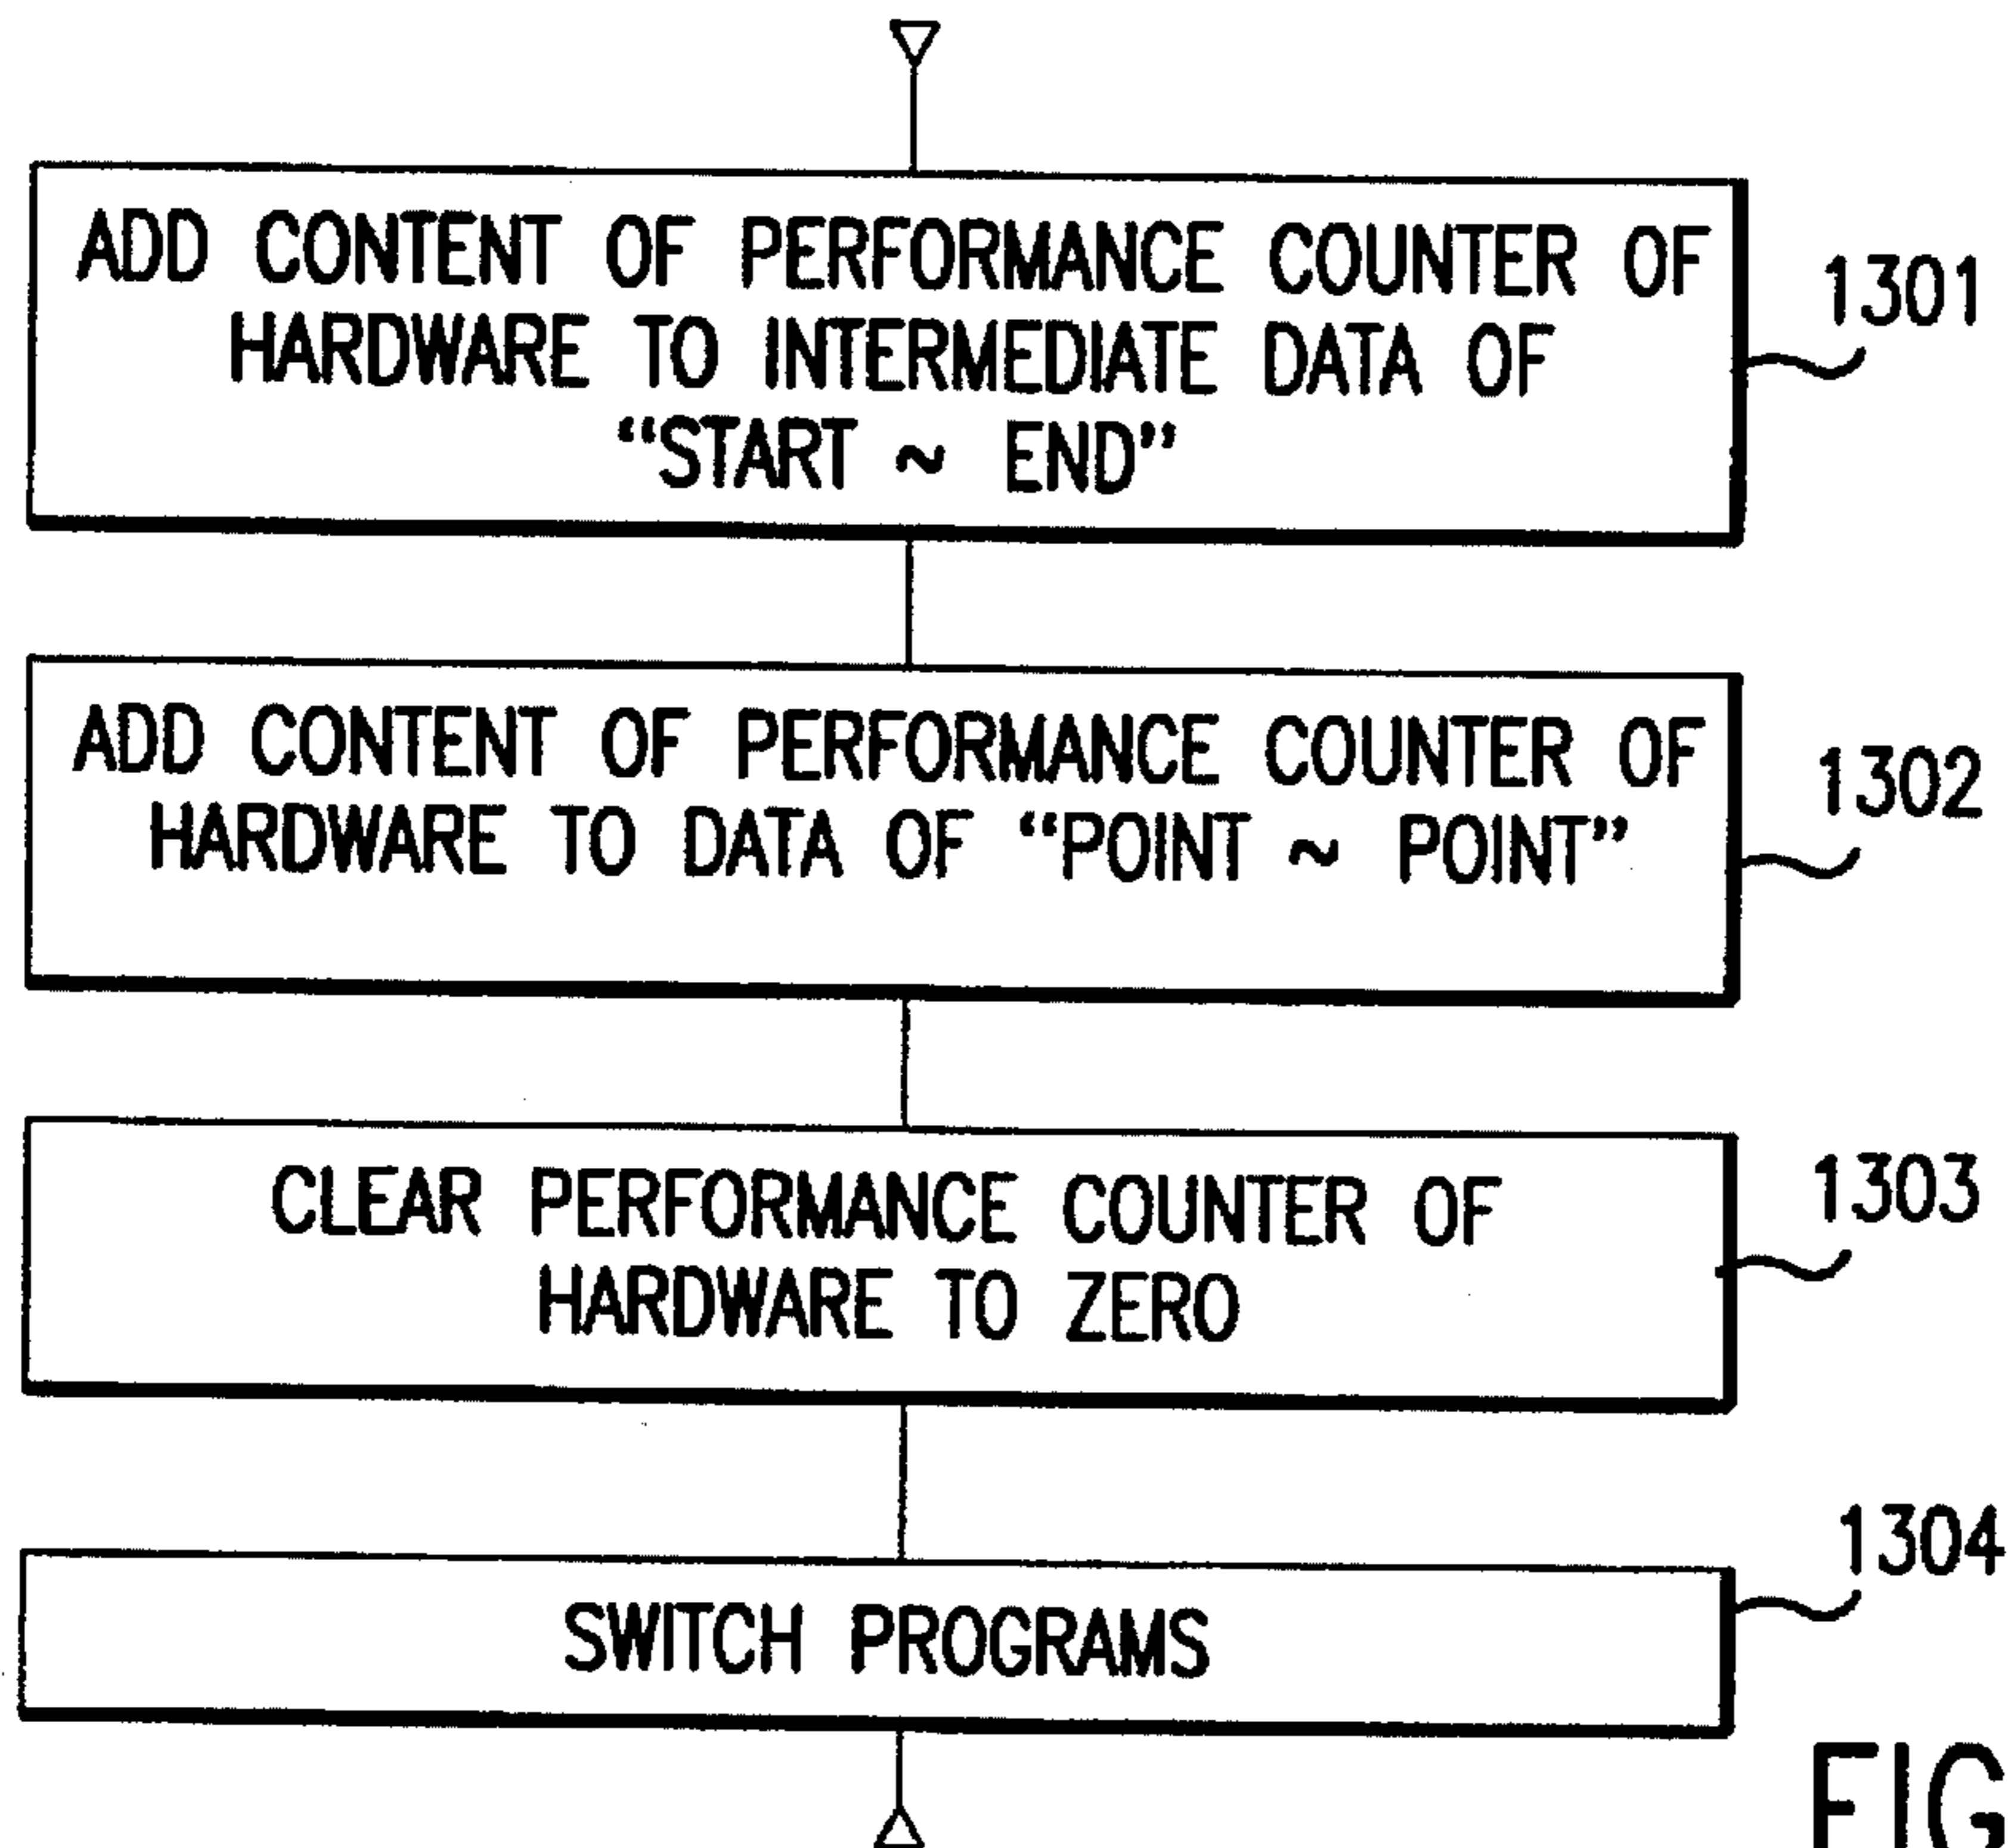 ADD CONTENT OF PERFORMANCE COUNTER OF
HARDWARE TO INTERMEDIATE DATA OF
“START ~ END”
1301
ADD CONTENT OF PERFORMANCE COUNTER OF
HARDWARE TO DATA OF “POINT ~ POINT”
1302
CLEAR PERFORMANCE COUNTER OF
HARDWARE TO ZERO
1303
SWITCH PROGRAMS
1304
FIG